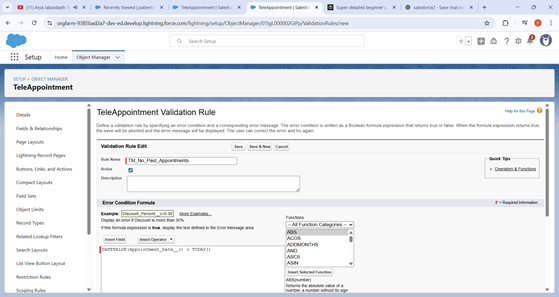 Recently Viewed | patient
TeleAppointment | Salesf
TeleAppointment | Sales
Super-detailed beginner s
salesforce2 - Save chat co
orgfarm-9385bad2a7-dev-ed.develop.lightning.force.com/lightning/setup/ObjectManager/
/ValidationRules/new
Search Setup
Setup
Home
Object Manager
SETUP > OBJECT MANAGER
TeleAppointment
Details
Fields & Relationships
Page Layouts
Lightning Record Pages
Buttons, Links, and Actions
Compact Layouts
Field Sets
Object Limits
Record Types
Related Lookup Filters
Search Layouts
List View Button Layout
Restriction Rules
Scoping Rules
TeleAppointment Validation Rule
Help for this Page
Define a validation rule by specifying an error condition and a corresponding error message. The error condition is written as a Boolean formula expression that returns true or false. When the formula expression returns true,
the save will be aborted and the error message will be displayed. The user can correct the error and try again.
Validation Rule Edit
Save
Save & New
Cancel
Rule Name
TM_No_Past_Appointments
Active
Description
Quick Tips
Operators & Functions
Error Condition Formula
= Required Information
Example:
Discount_Percent__c>0.30
More Examples...
Display an error if Discount is more than 30%
If this formula expression is true, display the text defined in the Error Message area
Insert Field
Insert Operator
DATEVALUE(Appointment_Date__c) < TODAY()
Functions
-- All Function Categories --
ABS
ACOS
ADDMONTHS
AND
ASCII
ASIN
Insert Selected Function
ABS(number)
Returns the absolute value of a
number, a number without its sign